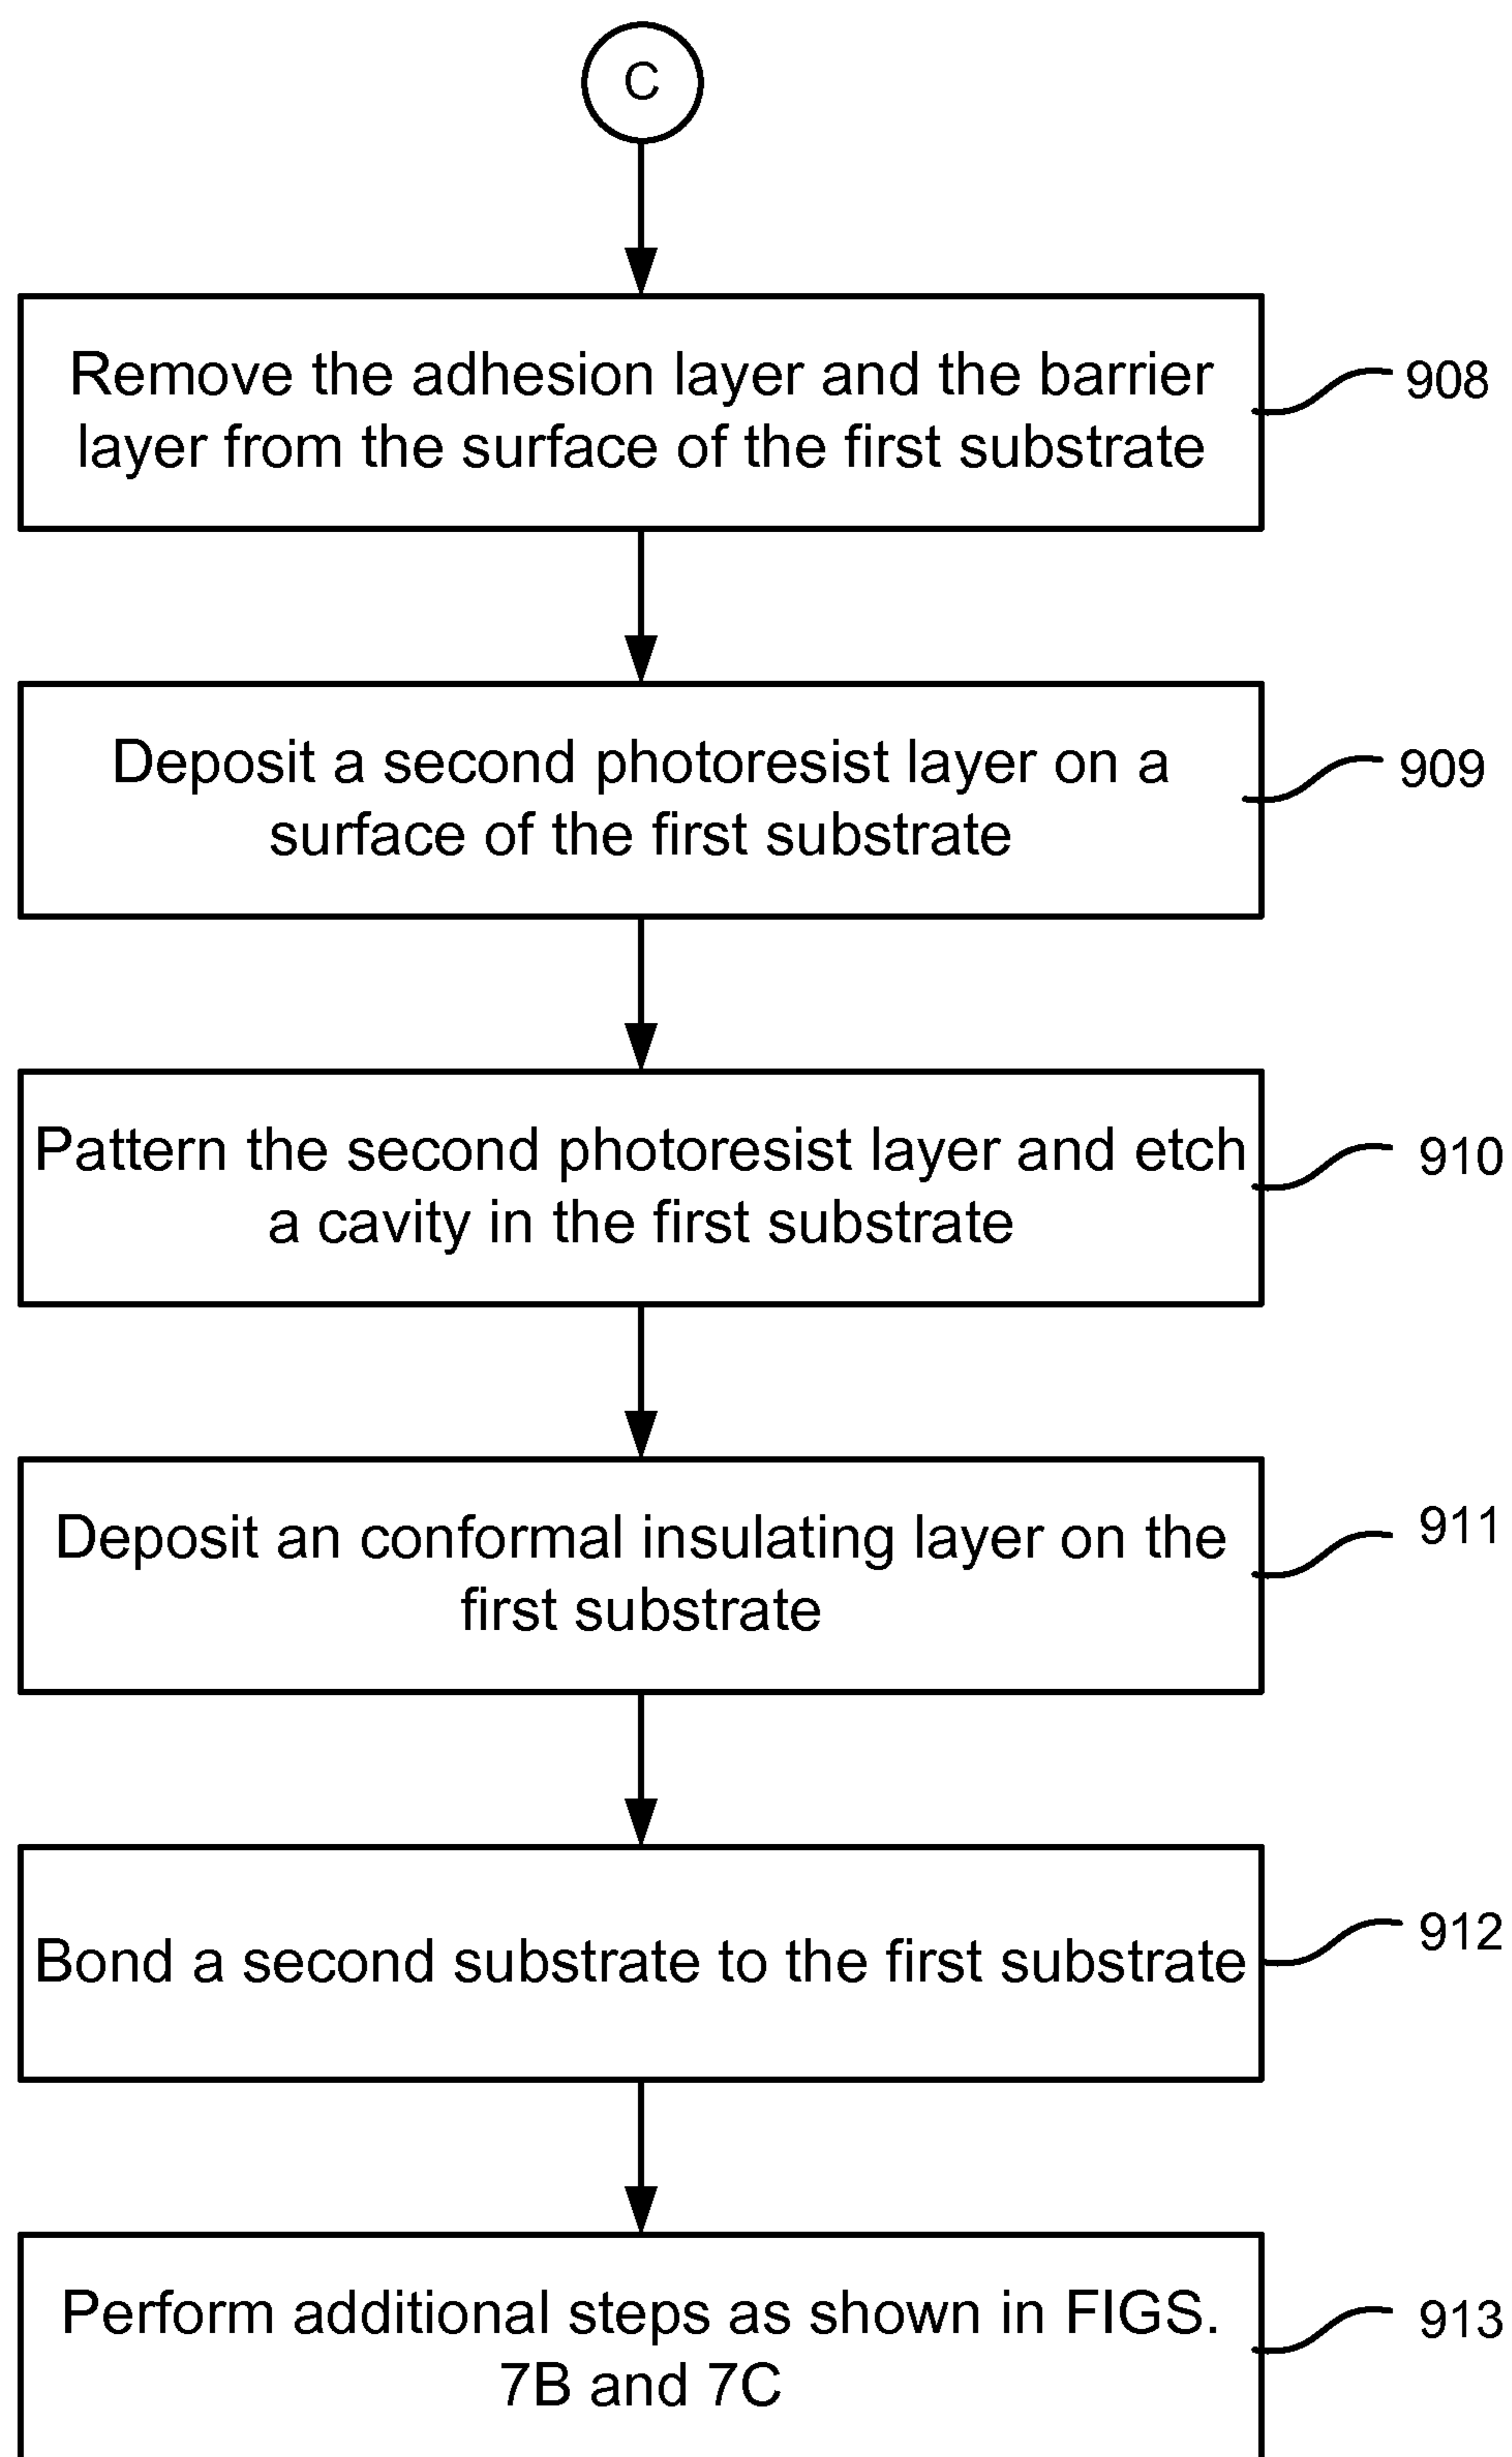 C
Remove the adhesion layer and the barrier
layer from the surface of the first substrate
908
Deposit a second photoresist layer on a
surface of the first substrate
909
Pattern the second photoresist layer and etch
a cavity in the first substrate
910
Deposit an conformal insulating layer on the
first substrate
911
Bond a second substrate to the first substrate
912
Perform additional steps as shown in FIGS.
7B and 7C
913